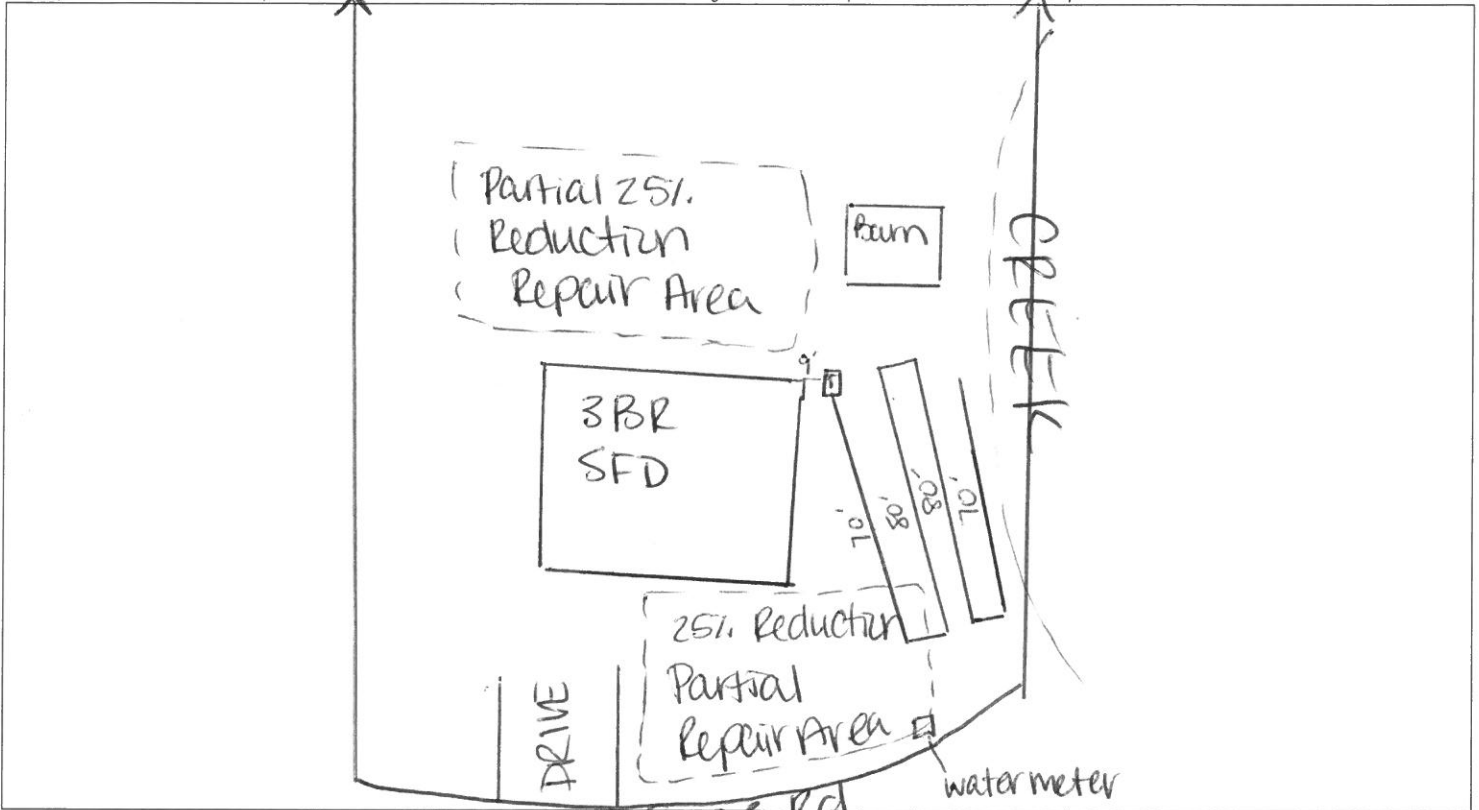 Partial 25%
Reduction
Repair Area
Barn
CREEK
9'
3BR
SFD
70'
80'
80'
70'
25% Reduction
Partial
Repair Area
DRIVE
water meter
Rd